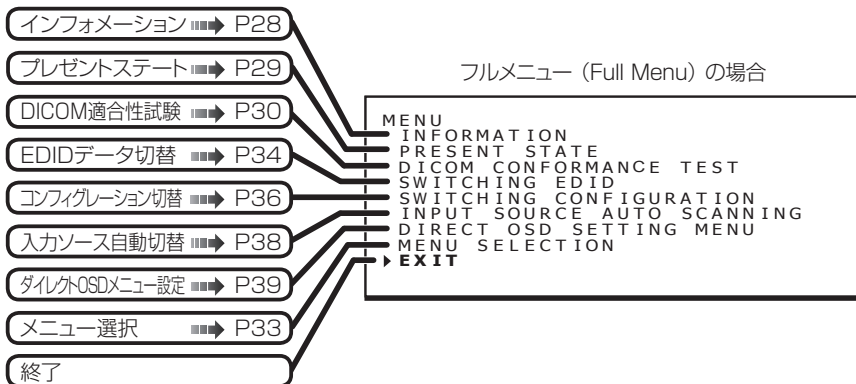 インフォメーション P28
プレゼントステート P29
DICOM適合性試験 P30
EDIDデータ切替 P34
コンフィグレーション切替 P36
入力ソース自動切替 P38
ダイレクトOSDメニュー設定 P39
メニュー選択 P33
終了
フルメニュー(Full Menu)の場合
MENU
INFORMATION
PRESENT STATE
DICOM CONFORMANCE TEST
SWITCHING EDID
SWITCHING CONFIGURATION
INPUT SOURCE AUTO SCANNING
DIRECT OSD SETTING MENU
MENU SELECTION
EXIT